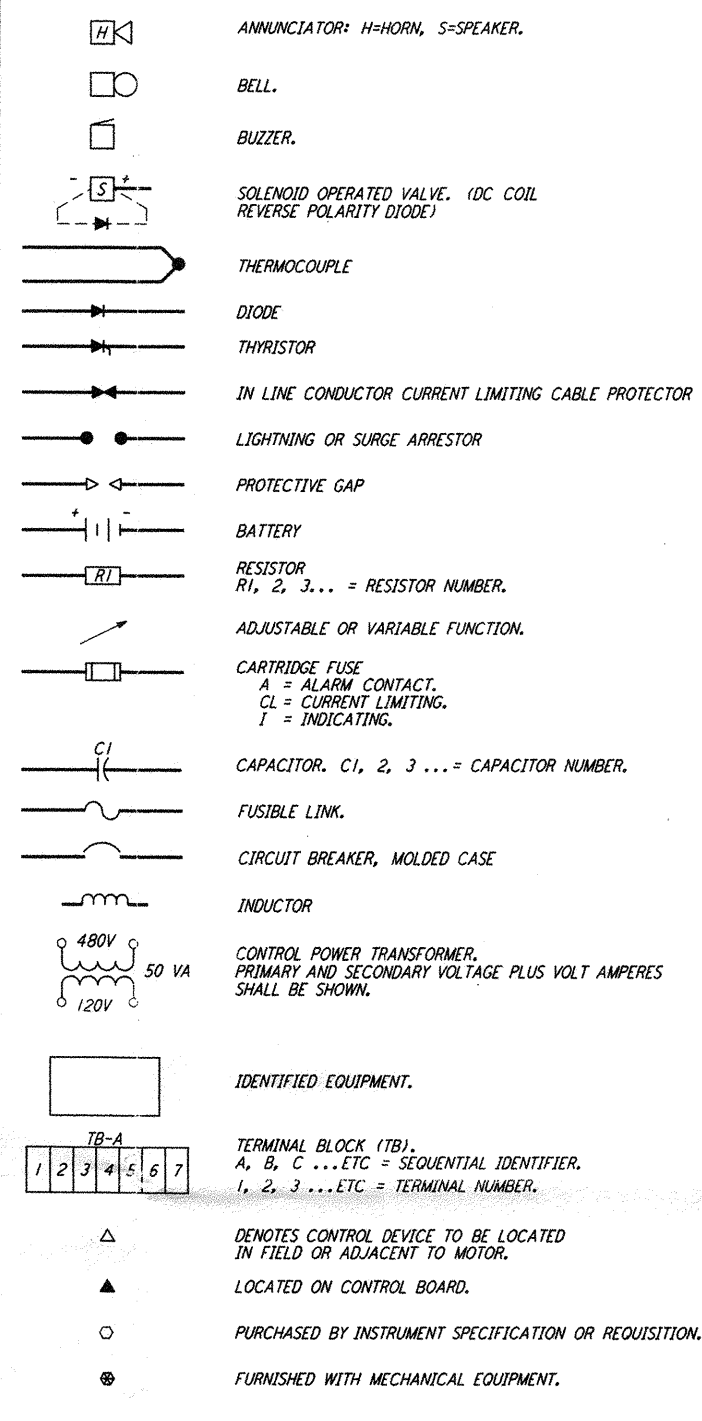 H ANNUNCIATOR: H=HORN, S=SPEAKER.
BELL.
BUZZER.
- S + SOLENOID OPERATED VALVE. (DC COIL
REVERSE POLARITY DIODE)
THERMOCOUPLE
DIODE
THYRISTOR
IN LINE CONDUCTOR CURRENT LIMITING CABLE PROTECTOR
LIGHTNING OR SURGE ARRESTOR
PROTECTIVE GAP
+ - BATTERY
R1 RESISTOR
R1, 2, 3... = RESISTOR NUMBER.
ADJUSTABLE OR VARIABLE FUNCTION.
CARTRIDGE FUSE
A = ALARM CONTACT.
CL = CURRENT LIMITING.
I = INDICATING.
C1 CAPACITOR. C1, 2, 3 ...= CAPACITOR NUMBER.
FUSIBLE LINK.
CIRCUIT BREAKER, MOLDED CASE
INDUCTOR
480V
50 VA
120V
CONTROL POWER TRANSFORMER.
PRIMARY AND SECONDARY VOLTAGE PLUS VOLT AMPERES
SHALL BE SHOWN.
IDENTIFIED EQUIPMENT.
TB-A
1 2 3 4 5 6 7
TERMINAL BLOCK (TB).
A, B, C ...ETC = SEQUENTIAL IDENTIFIER.
1, 2, 3 ...ETC = TERMINAL NUMBER.
DENOTES CONTROL DEVICE TO BE LOCATED
IN FIELD OR ADJACENT TO MOTOR.
LOCATED ON CONTROL BOARD.
PURCHASED BY INSTRUMENT SPECIFICATION OR REQUISITION.
FURNISHED WITH MECHANICAL EQUIPMENT.